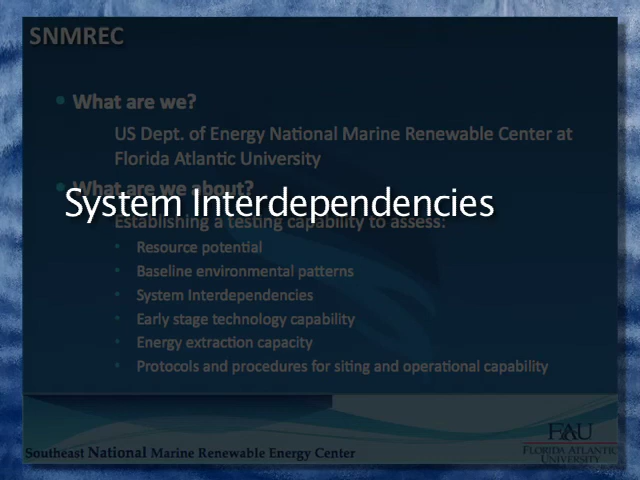 SNMREC
• What are we?
US Dept. of Energy National Marine Renewable Center at
Florida Atlantic University
• What are we about?
System Interdependencies
Establishing a testing capability to assess:
• Resource potential
• Baseline environmental patterns
• System Interdependencies
• Early stage technology capability
• Energy extraction capacity
• Protocols and procedures for siting and operational capability
Southeast National Marine Renewable Energy Center
FAU
FLORIDA ATLANTIC
UNIVERSITY